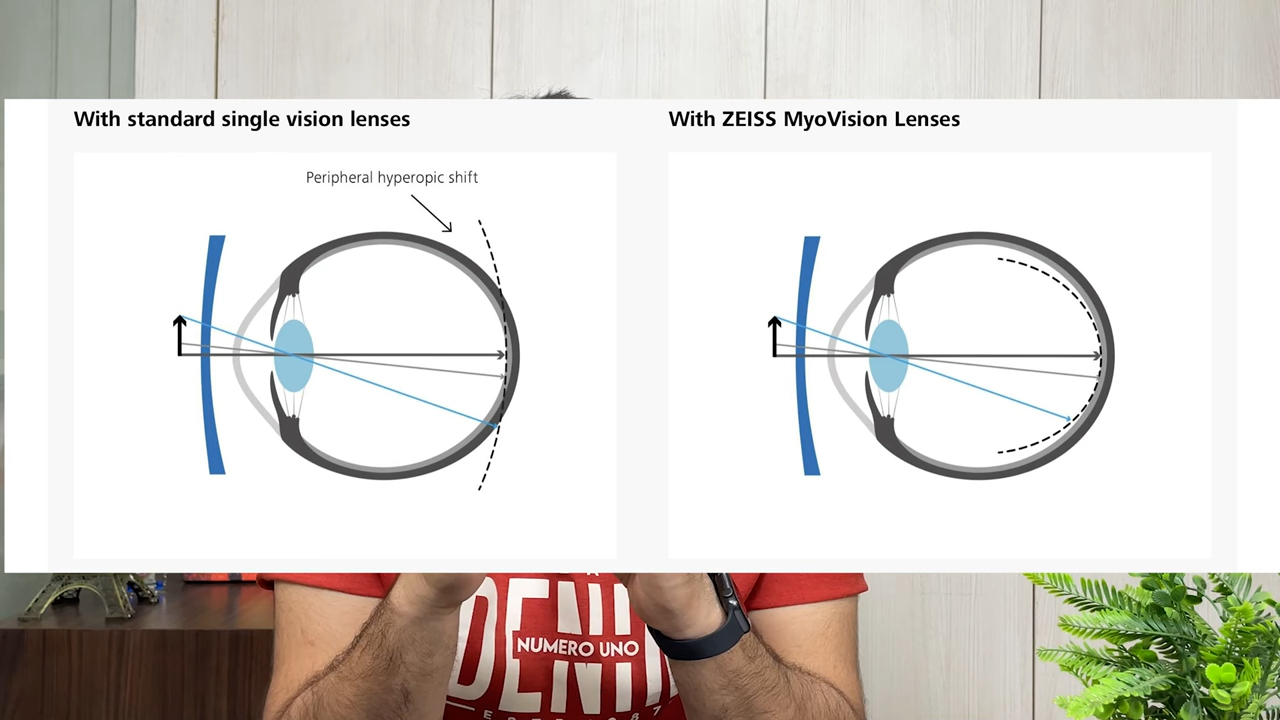 With standard single vision lenses
With ZEISS MyoVision Lenses
Peripheral hyperopic shift
NUMERO UNO